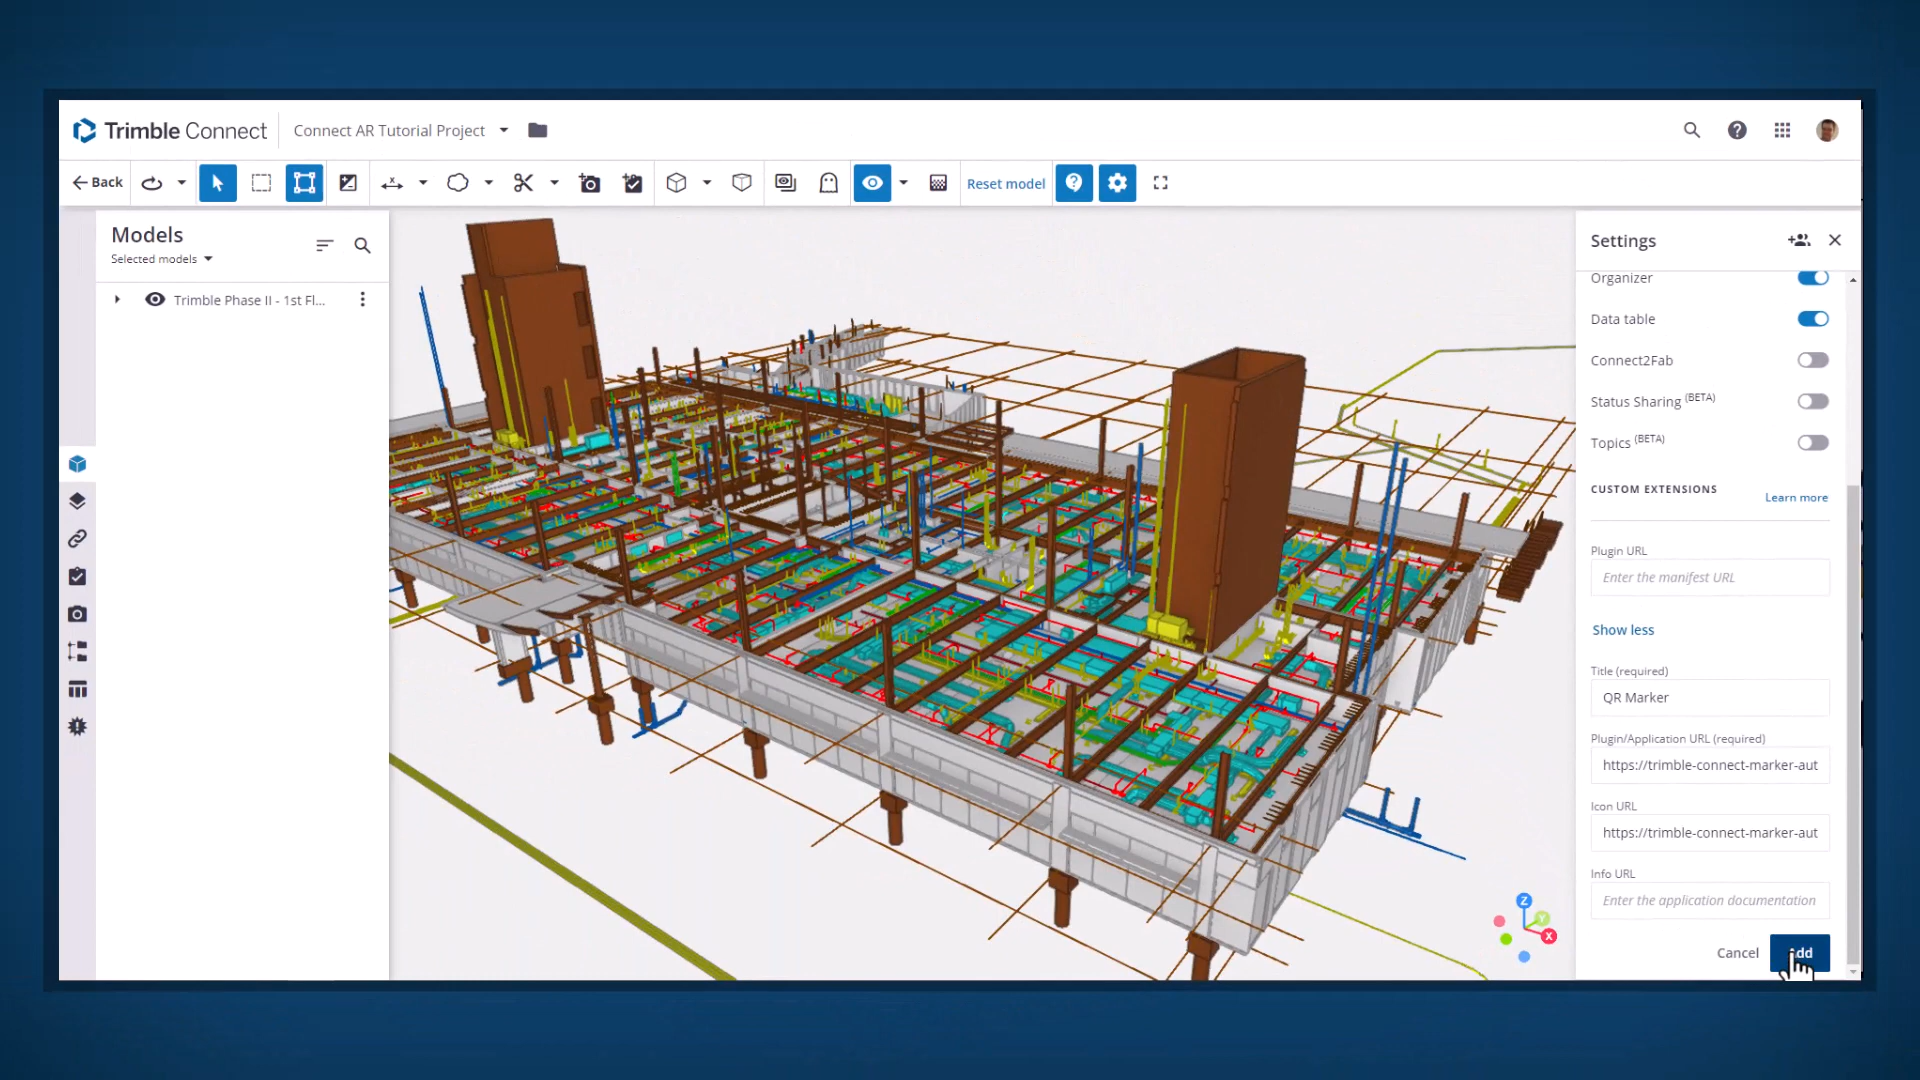 Trimble Connect
Connect AR Tutorial Project
Back
Reset model
Models
Selected models
Trimble Phase II - 1st Fl...
Settings
Organizer
Data table
Connect2Fab
Status Sharing (BETA)
Topics (BETA)
CUSTOM EXTENSIONS
Learn more
Plugin URL
Enter the manifest URL
Show less
Title (required)
QR Marker
Plugin/Application URL (required)
https://trimble-connect-marker-aut
Icon URL
https://trimble-connect-marker-aut
Info URL
Enter the application documentation
Z
Y
X
Cancel
Add